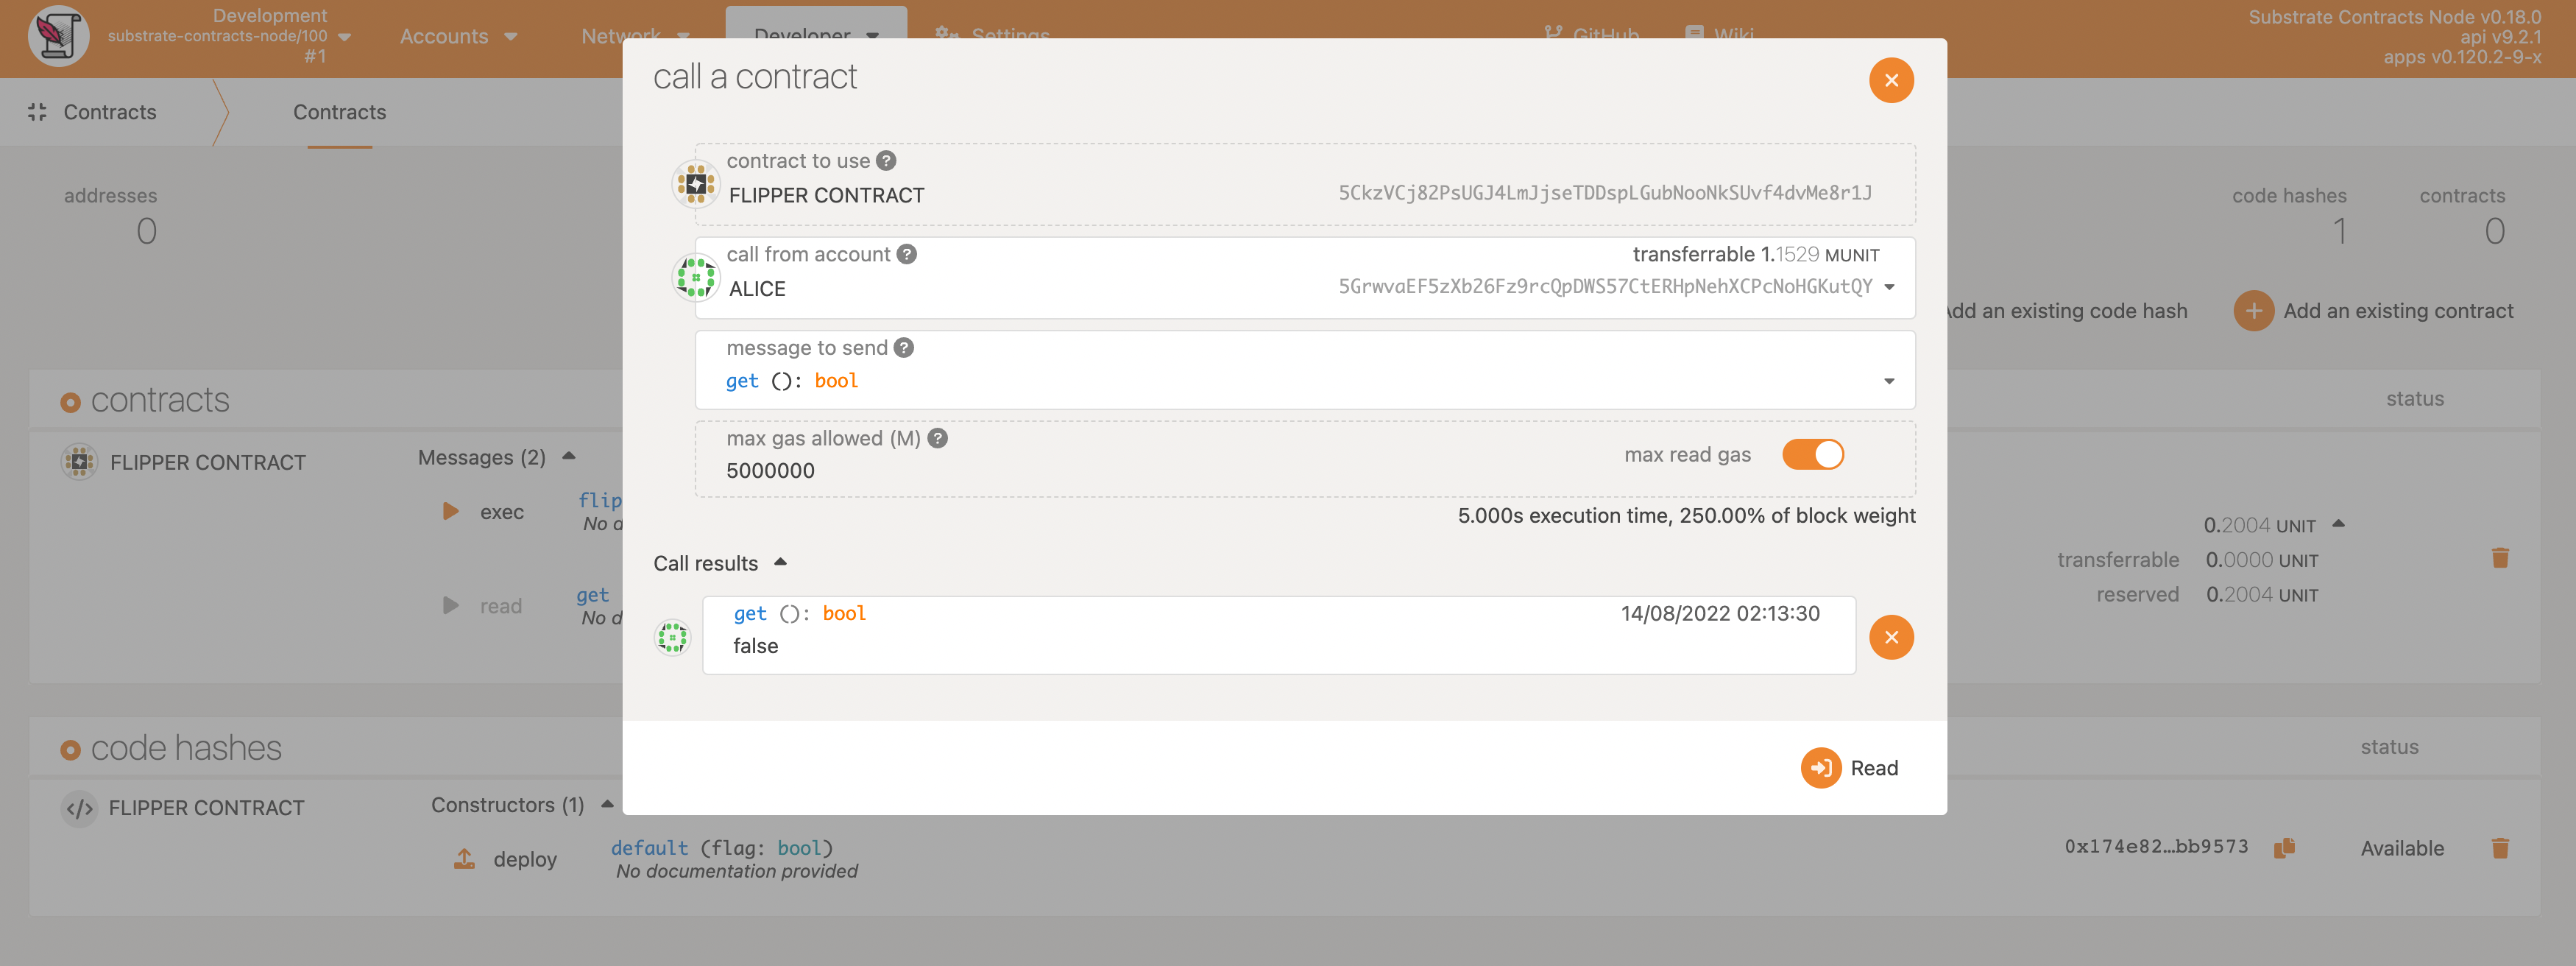 Development
substrate-contracts-node/100
#1
Accounts
Network
Developer
Settings
GitHub
Wiki
Substrate Contracts Node v0.18.0
api v9.2.1
apps v0.120.2-9-x
Contracts
Contracts
addresses
0
code hashes
1
contracts
0
Add an existing code hash
Add an existing contract
contracts
status
FLIPPER CONTRACT
Messages (2)
exec
flip
No
read
get
No
0.2004 UNIT
transferrable 0.0000 UNIT
reserved 0.2004 UNIT
code hashes
status
FLIPPER CONTRACT
Constructors (1)
deploy
default (flag: bool)
No documentation provided
0x174e82…bb9573
Available
call a contract
contract to use
FLIPPER CONTRACT
5CkzVCj82PsUGJ4LmJjseTDDspLGubNooNkSUvf4dvMe8r1J
call from account
transferrable 1.1529 MUNIT
ALICE
5GrwvaEF5zXb26Fz9rcQpDWS57CtERHpNehXCPcNoHGKutQY
message to send
get (): bool
max gas allowed (M)
5000000
max read gas
5.000s execution time, 250.00% of block weight
Call results
get (): bool
14/08/2022 02:13:30
false
Read